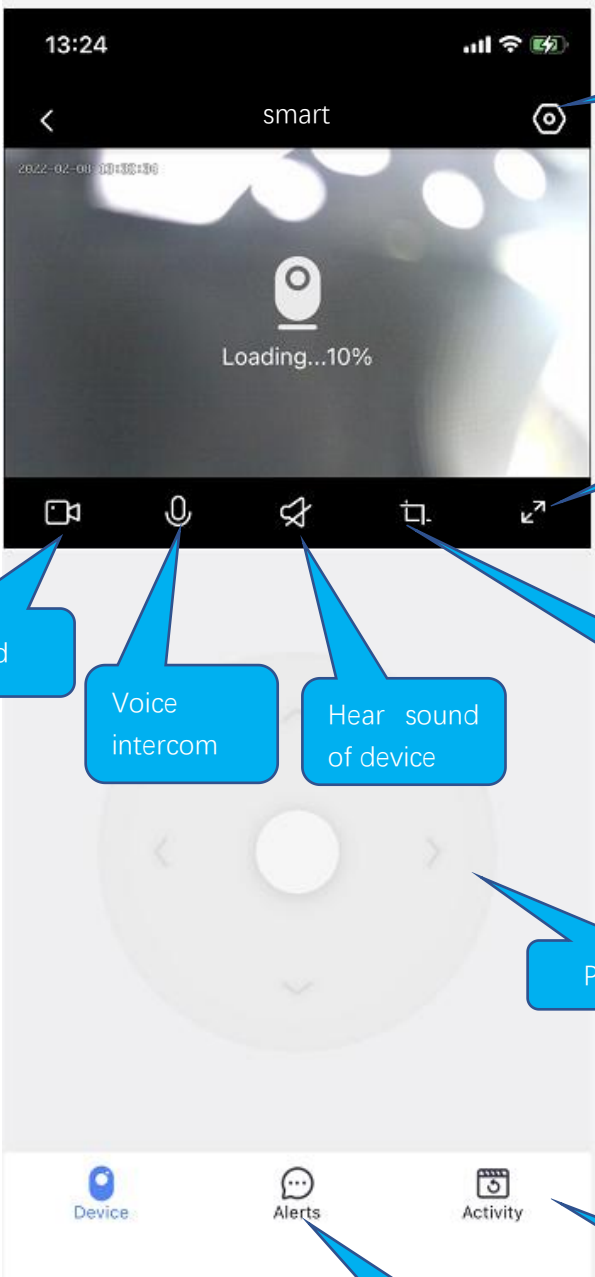 13:24
smart
Loading...10%
d
Voice
intercom
Hear sound
of device
P
Device
Alerts
Activity